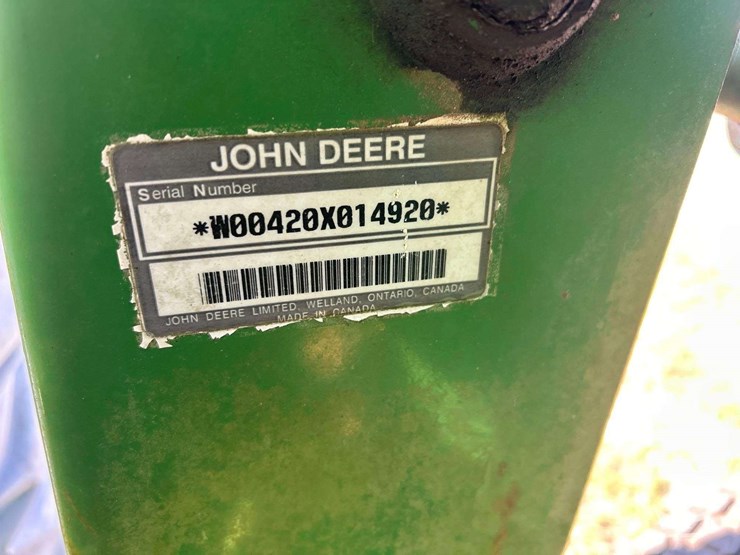 JOHN DEERE
Serial Number
*W00420X014920*
JOHN DEERE LIMITED, WELLAND, ONTARIO, CANADA
MADE IN CANADA